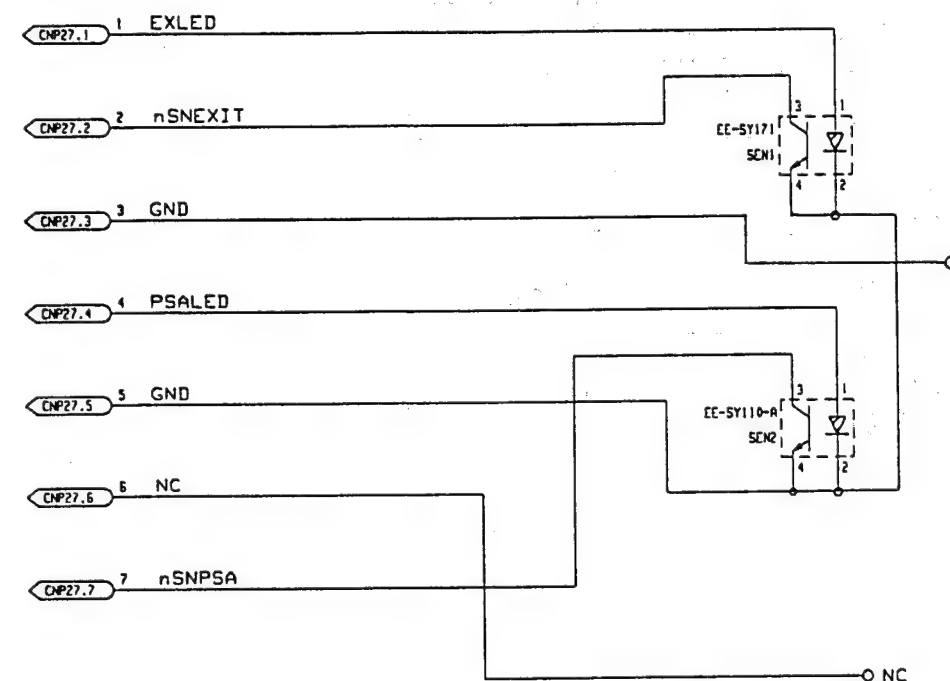 CNP27.1 1 EXLED
CNP27.2 2 nSNEXIT
3 1
EE-SY171
SEN1
4 2
CNP27.3 3 GND
CNP27.4 4 PSALED
CNP27.5 5 GND
3 1
EE-SY110-A
SEN2
4 2
CNP27.6 6 NC
CNP27.7 7 nSNPSA
NC